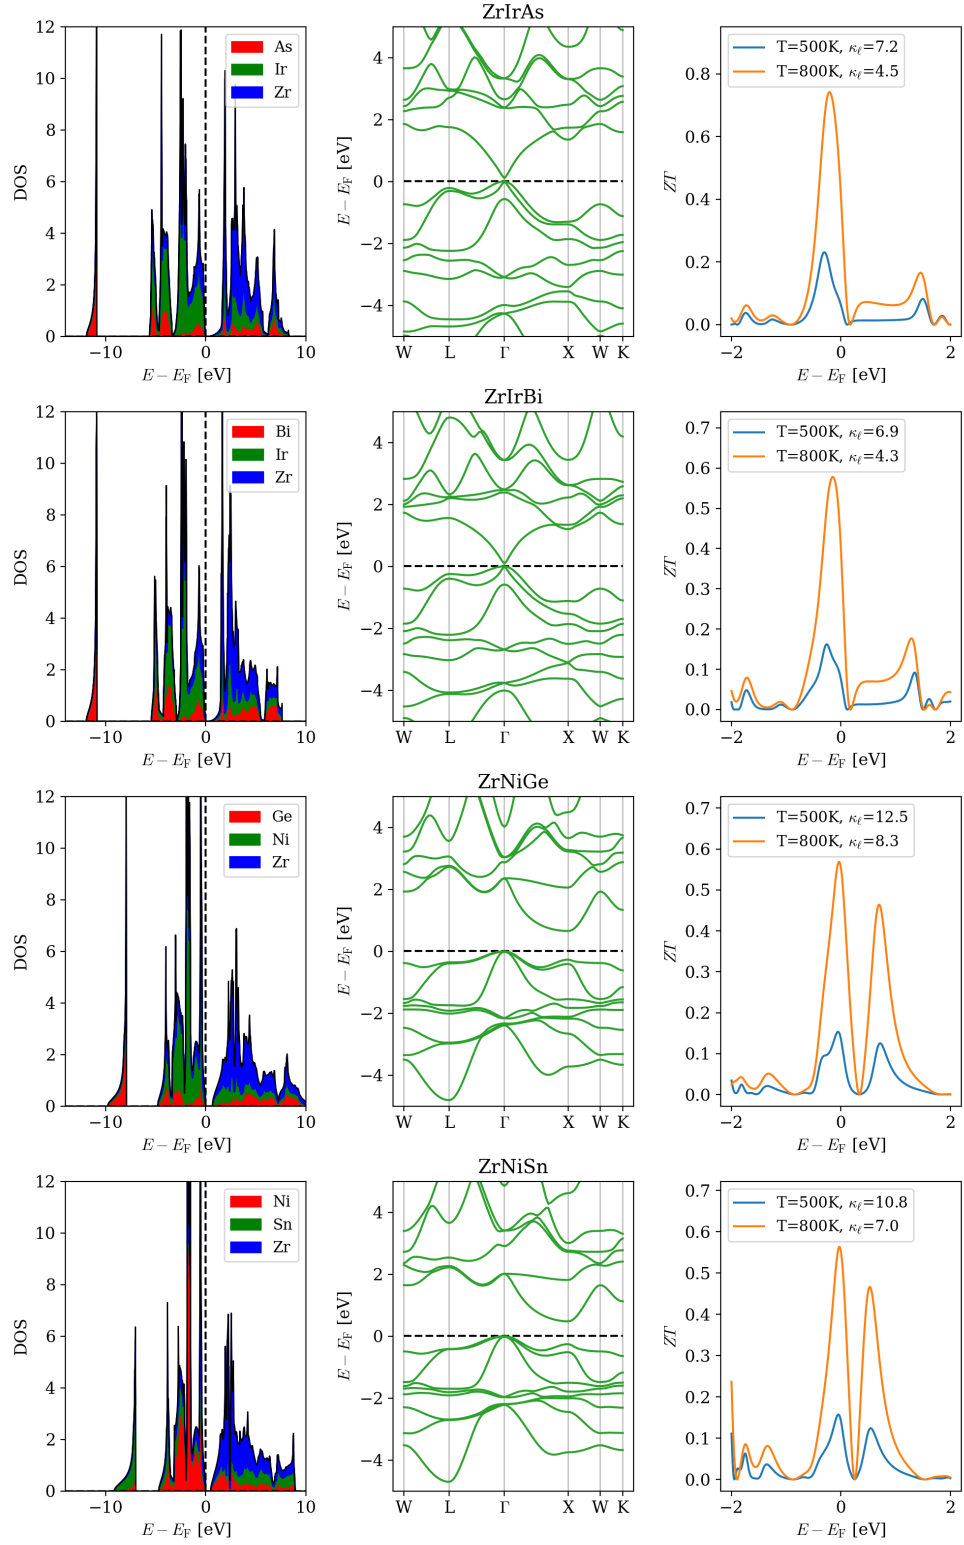 ZrIrAs
12
10
8
6
4
2
0
DOS
As
Ir
Zr
−10
0
10
E − E_F [eV]
4
2
0
−2
−4
E − E_F [eV]
W
L
Γ
X
W
K
0.8
0.6
0.4
0.2
0.0
ZT
T=500K, κ_ℓ=7.2
T=800K, κ_ℓ=4.5
−2
0
2
E − E_F [eV]
ZrIrBi
12
10
8
6
4
2
0
DOS
Bi
Ir
Zr
−10
0
10
E − E_F [eV]
4
2
0
−2
−4
E − E_F [eV]
W
L
Γ
X
W
K
0.7
0.6
0.5
0.4
0.3
0.2
0.1
0.0
ZT
T=500K, κ_ℓ=6.9
T=800K, κ_ℓ=4.3
−2
0
2
E − E_F [eV]
ZrNiGe
12
10
8
6
4
2
0
DOS
Ge
Ni
Zr
−10
0
10
E − E_F [eV]
4
2
0
−2
−4
E − E_F [eV]
W
L
Γ
X
W
K
0.7
0.6
0.5
0.4
0.3
0.2
0.1
0.0
ZT
T=500K, κ_ℓ=12.5
T=800K, κ_ℓ=8.3
−2
0
2
E − E_F [eV]
ZrNiSn
12
10
8
6
4
2
0
DOS
Ni
Sn
Zr
−10
0
10
E − E_F [eV]
4
2
0
−2
−4
E − E_F [eV]
W
L
Γ
X
W
K
0.7
0.6
0.5
0.4
0.3
0.2
0.1
0.0
ZT
T=500K, κ_ℓ=10.8
T=800K, κ_ℓ=7.0
−2
0
2
E − E_F [eV]